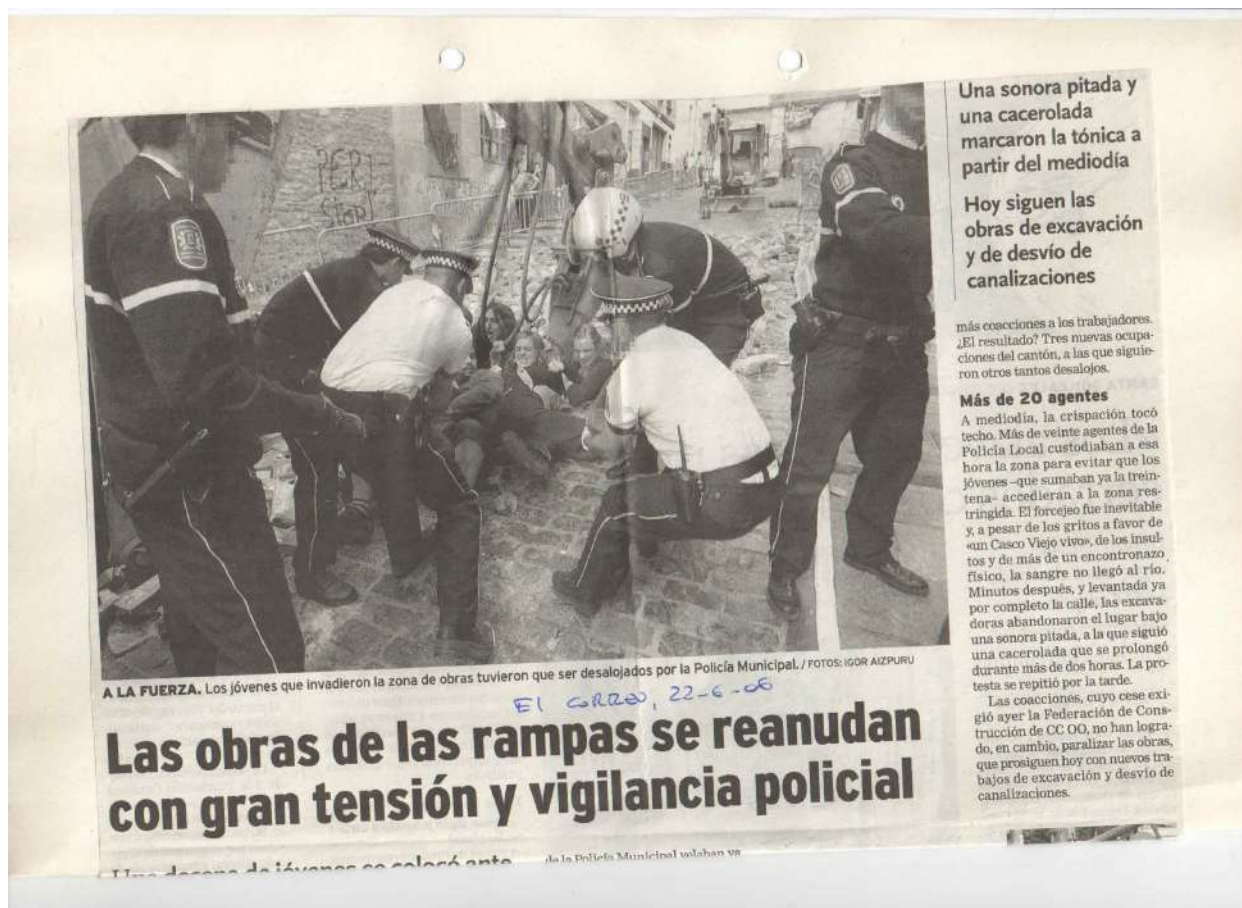 PERI
STOP!
Una sonora pitada y
una cacerolada
marcaron la tónica a
partir del mediodía
Hoy siguen las
obras de excavación
y de desvío de
canalizaciones
más coacciones a los trabajadores.
¿El resultado? Tres nuevas ocupa-
ciones del cantón, a las que siguie-
ron otros tantos desalojos.
Más de 20 agentes
A mediodía, la crispación tocó
techo. Más de veinte agentes de la
Policía Local custodiaban a esa
hora la zona para evitar que los
jóvenes –que sumaban ya la trein-
tena– accedieran a la zona res-
tringida. El forcejeo fue inevitable
y, a pesar de los gritos a favor de
«un Casco Viejo vivo», de los insul-
tos y de más de un encontronazo
físico, la sangre no llegó al río.
Minutos después, y levantada ya
por completo la calle, las excava-
doras abandonaron el lugar bajo
una sonora pitada, a la que siguió
una cacerolada que se prolongó
durante más de dos horas. La pro-
testa se repitió por la tarde.
Las coacciones, cuyo cese exi-
gió ayer la Federación de Cons-
trucción de CC OO, no han logra-
do, en cambio, paralizar las obras,
que prosiguen hoy con nuevos tra-
bajos de excavación y desvío de
canalizaciones.
A LA FUERZA. Los jóvenes que invadieron la zona de obras tuvieron que ser desalojados por la Policía Municipal. / FOTOS: IGOR AIZPURU
El CORREO, 22-6-06
Las obras de las rampas se reanudan
con gran tensión y vigilancia policial
Una decena de jóvenes se colocó ante
de la Policía Municipal volaban ya